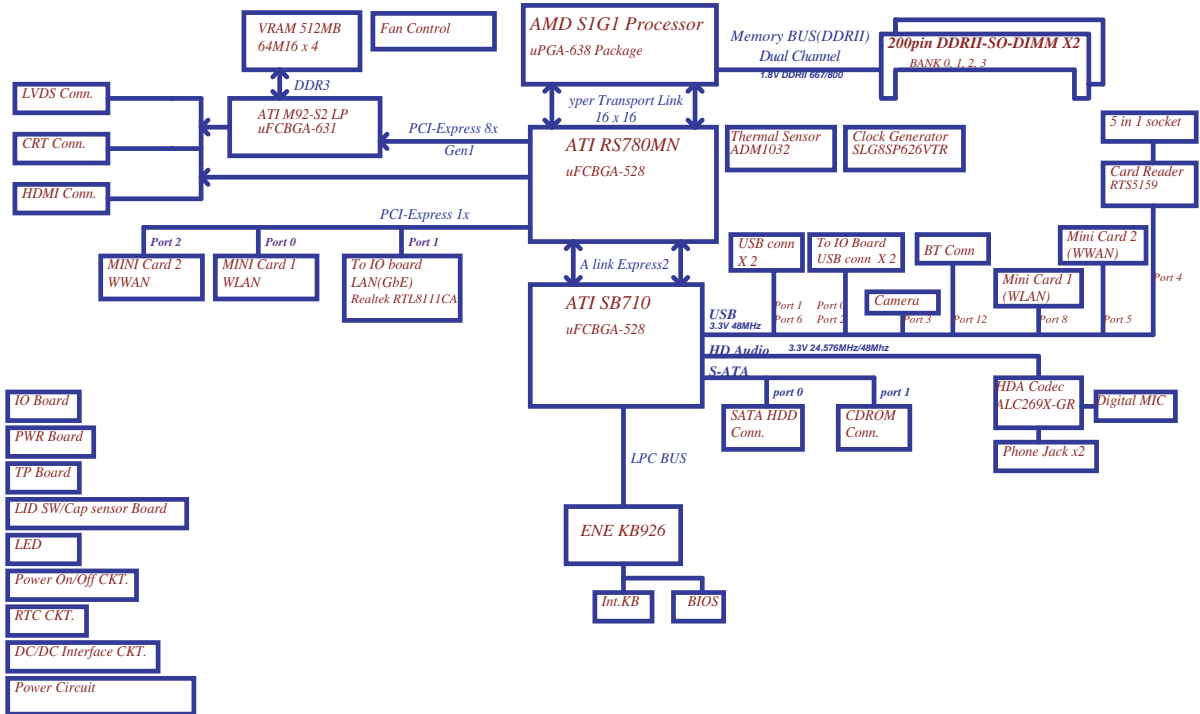 VRAM 512MB
64M16 x 4
Fan Control
AMD S1G1 Processor
uPGA-638 Package
Memory BUS(DDRII)
Dual Channel
1.8V DDRII 667/800
200pin DDRII-SO-DIMM X2
BANK 0, 1, 2, 3
DDR3
LVDS Conn.
CRT Conn.
HDMI Conn.
ATI M92-S2 LP
uFCBGA-631
PCI-Express 8x
Gen1
yper Transport Link
16 x 16
ATI RS780MN
uFCBGA-528
Thermal Sensor
ADM1032
Clock Generator
SLG8SP626VTR
5 in 1 socket
Card Reader
RTS5159
PCI-Express 1x
Port 2
Port 0
Port 1
MINI Card 2
WWAN
MINI Card 1
WLAN
To IO board
LAN(GbE)
Realtek RTL8111CA
A link Express2
ATI SB710
uFCBGA-528
USB conn
X 2
To IO Board
USB conn X 2
BT Conn
Mini Card 2
(WWAN)
Camera
Mini Card 1
(WLAN)
Port 4
USB
3.3V 48MHz
Port 1
Port 6
Port 0
Port 2
Port 3
Port 12
Port 8
Port 5
HD Audio
3.3V 24.576MHz/48Mhz
S-ATA
port 0
port 1
SATA HDD
Conn.
CDROM
Conn.
HDA Codec
ALC269X-GR
Digital MIC
Phone Jack x2
LPC BUS
ENE KB926
Int.KB
BIOS
IO Board
PWR Board
TP Board
LID SW/Cap sensor Board
LED
Power On/Off CKT.
RTC CKT.
DC/DC Interface CKT.
Power Circuit